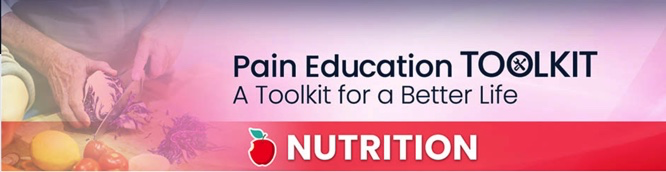 Pain Education TOOLKIT
A Toolkit for a Better Life
NUTRITION